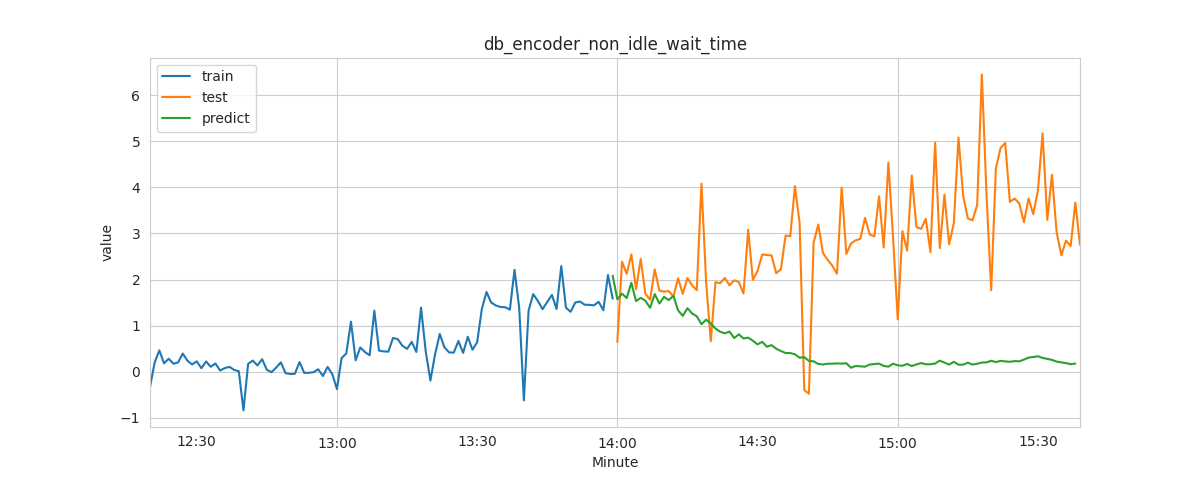 db_encoder_non_idle_wait_time
train
test
predict
6
5
4
3
2
1
0
−1
value
12:30 13:00 13:30 14:00 14:30 15:00 15:30
Minute